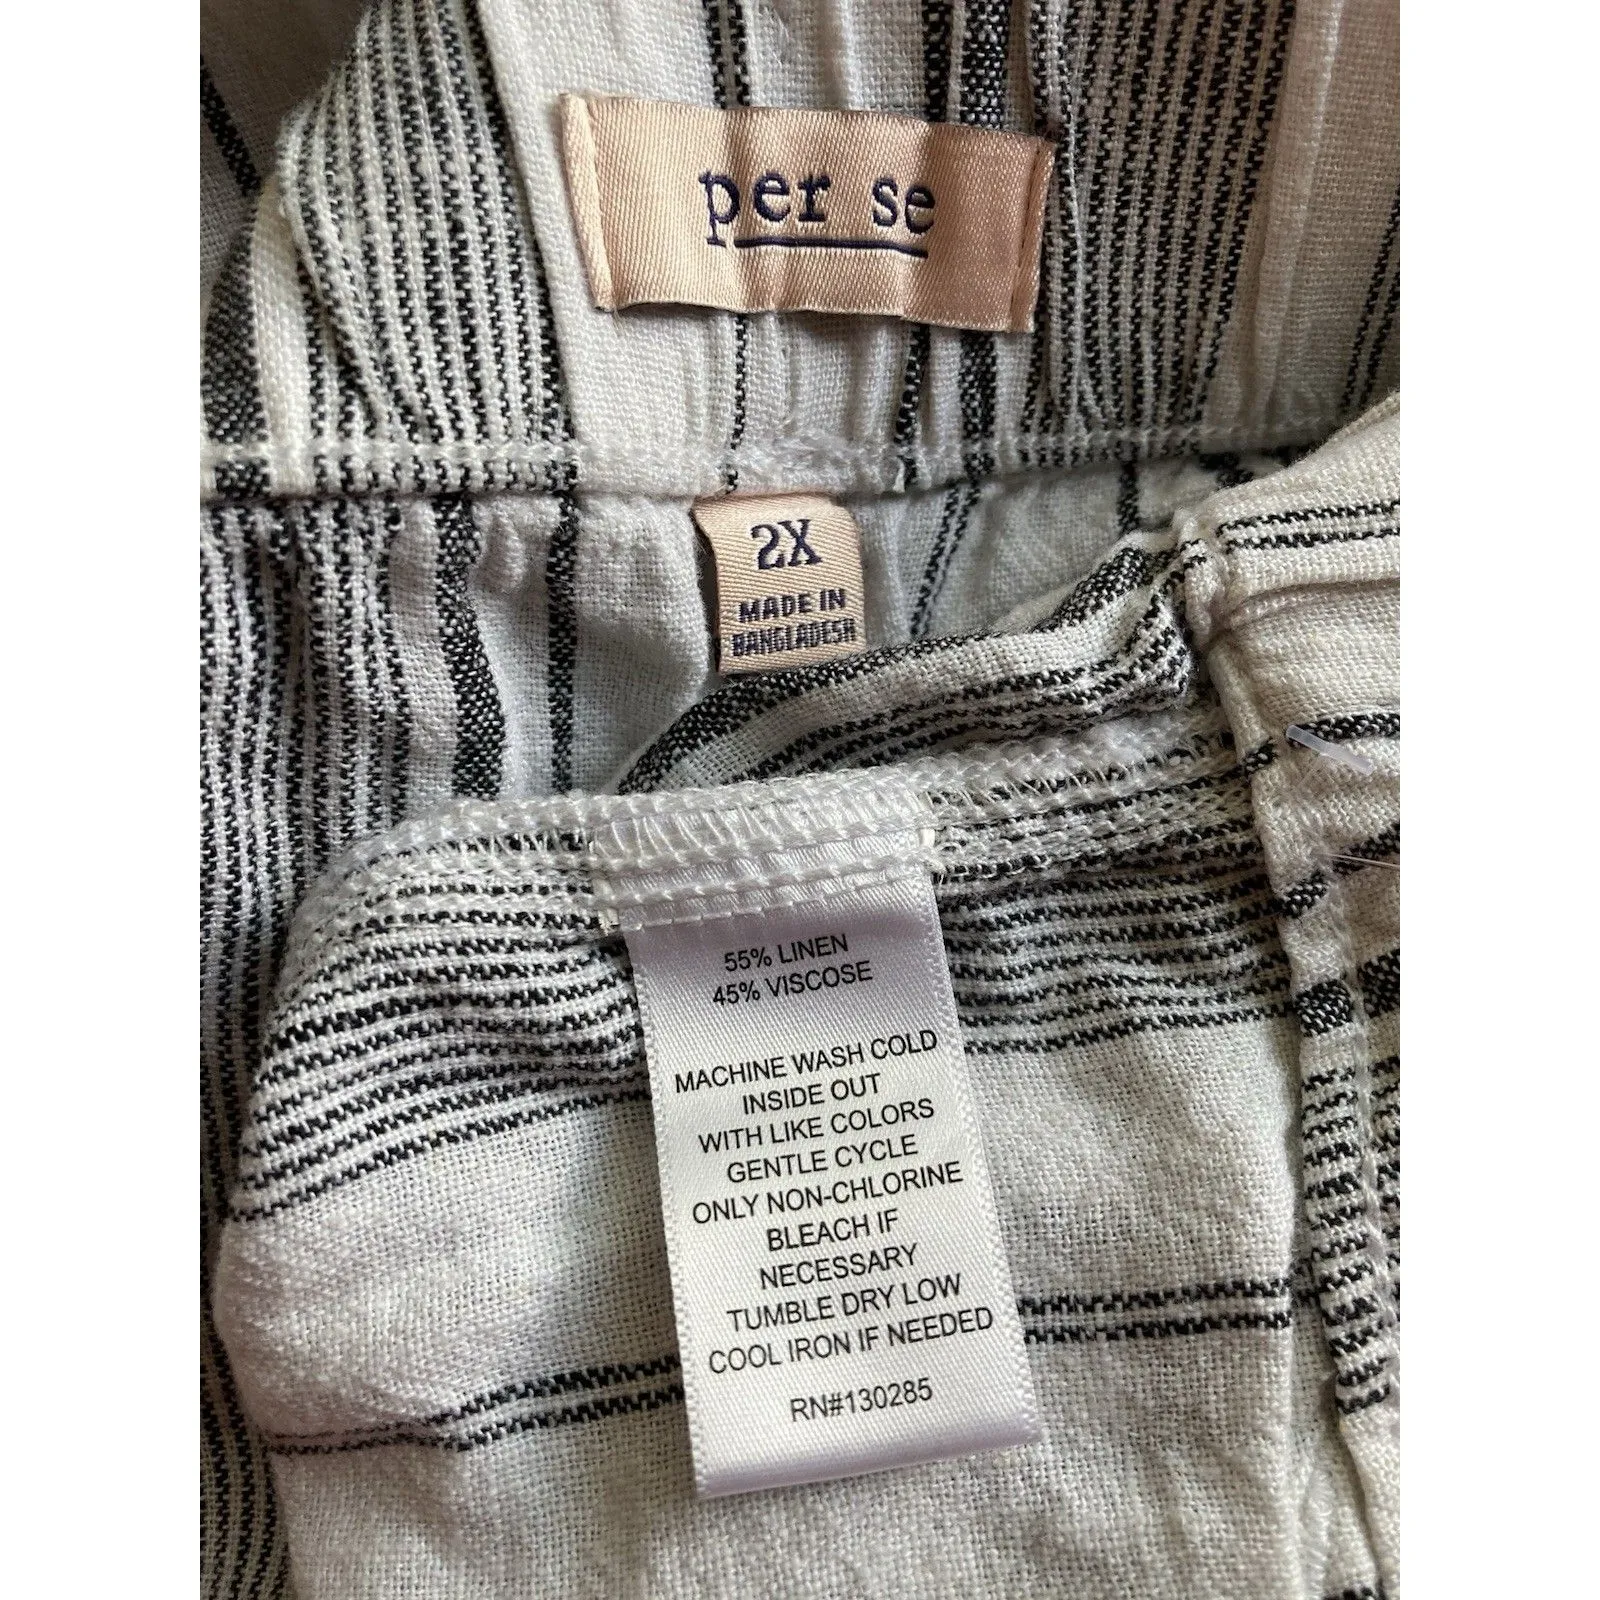 per se
2X
MADE IN
BANGLADESH
55% LINEN
45% VISCOSE
MACHINE WASH COLD
INSIDE OUT
WITH LIKE COLORS
GENTLE CYCLE
ONLY NON-CHLORINE
BLEACH IF
NECESSARY
TUMBLE DRY LOW
COOL IRON IF NEEDED
RN#130285